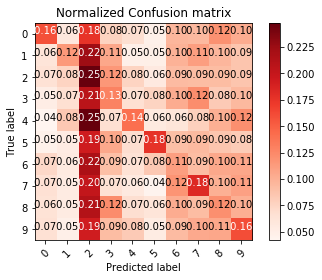 Normalized Confusion matrix
True label
0 0.16 0.06 0.18 0.08 0.07 0.05 0.10 0.10 0.12 0.10
1 0.06 0.12 0.22 0.11 0.05 0.05 0.10 0.11 0.10 0.09
2 0.07 0.08 0.25 0.12 0.08 0.06 0.09 0.09 0.09 0.09
3 0.05 0.07 0.21 0.13 0.07 0.08 0.10 0.12 0.08 0.10
4 0.04 0.08 0.25 0.07 0.14 0.06 0.06 0.08 0.10 0.12
5 0.05 0.05 0.19 0.10 0.07 0.18 0.09 0.09 0.09 0.08
6 0.07 0.07 0.22 0.09 0.07 0.08 0.11 0.09 0.10 0.11
7 0.07 0.05 0.20 0.07 0.06 0.04 0.12 0.18 0.10 0.11
8 0.06 0.05 0.21 0.12 0.07 0.06 0.10 0.09 0.12 0.10
9 0.07 0.05 0.19 0.09 0.08 0.05 0.09 0.10 0.11 0.16
0 1 2 3 4 5 6 7 8 9
Predicted label
0.225
0.200
0.175
0.150
0.125
0.100
0.075
0.050